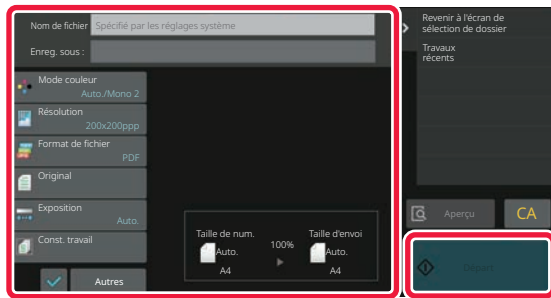 Nom de fichier
Spécifié par les réglages système
Enreg. sous :
Mode couleur
Auto./Mono 2
Résolution
200x200ppp
Format de fichier
PDF
Original
Exposition
Auto.
Const. travail
Autres
Taille de num.
Auto.
A4
100%
Taille d'envoi
Auto.
A4
Revenir à l'écran de
sélection de dossier
Travaux
récents
Aperçu
CA
Départ